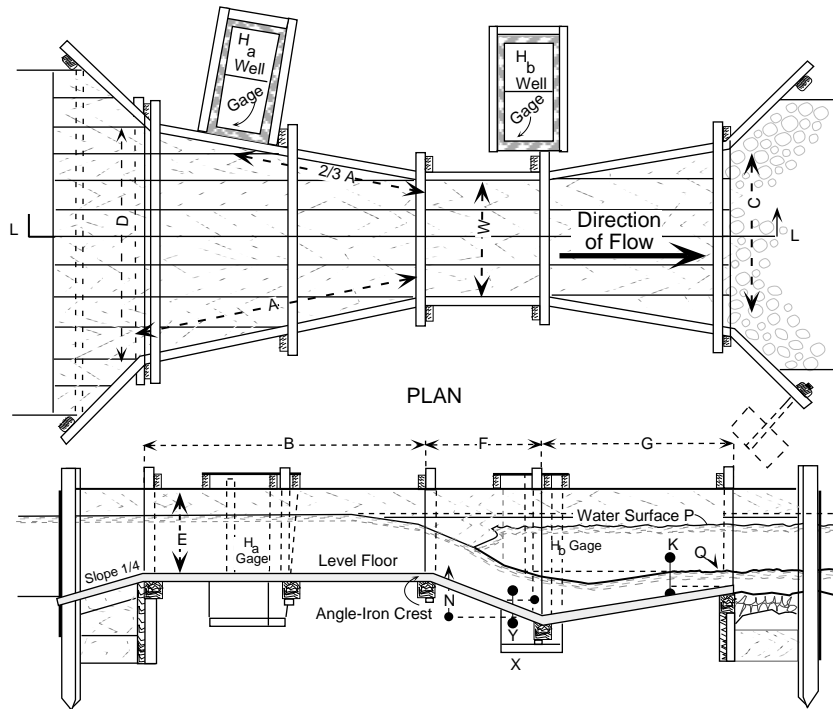 H
a
Well
Gage
H
b
Well
Gage
2/3 A
D
W
C
L
L
Direction
of Flow
A
PLAN
B
F
G
E
H
a
Gage
Level Floor
Slope 1/4
Angle-Iron Crest
N
Y
X
H
b
Gage
Water Surface P
K
Q